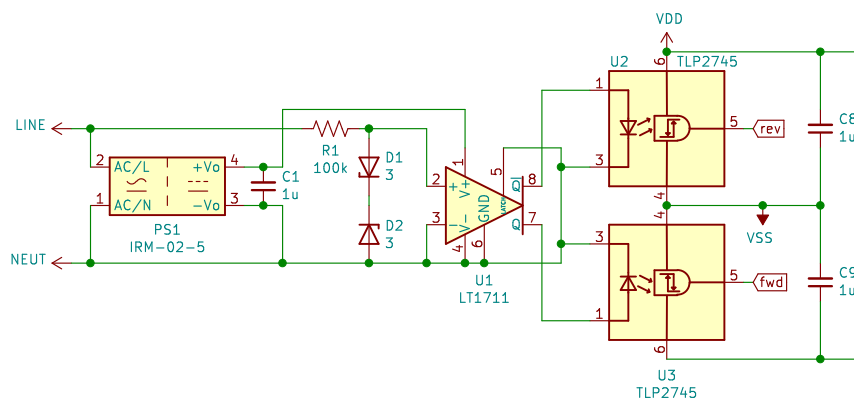 VDD
U2
TLP2745
6
1
5
rev
3
4
LINE
R1
100k
D1
3
C8
1u
2
AC/L
+Vo
4
C1
1u
1
AC/N
-Vo
3
PS1
IRM-02-5
D2
3
NEUT
2
+
1
V+
5
LATCH
Q|
8
3
-
V-
4
GND
6
Q
7
U1
LT1711
VSS
4
3
5
fwd
1
6
C9
1u
U3
TLP2745